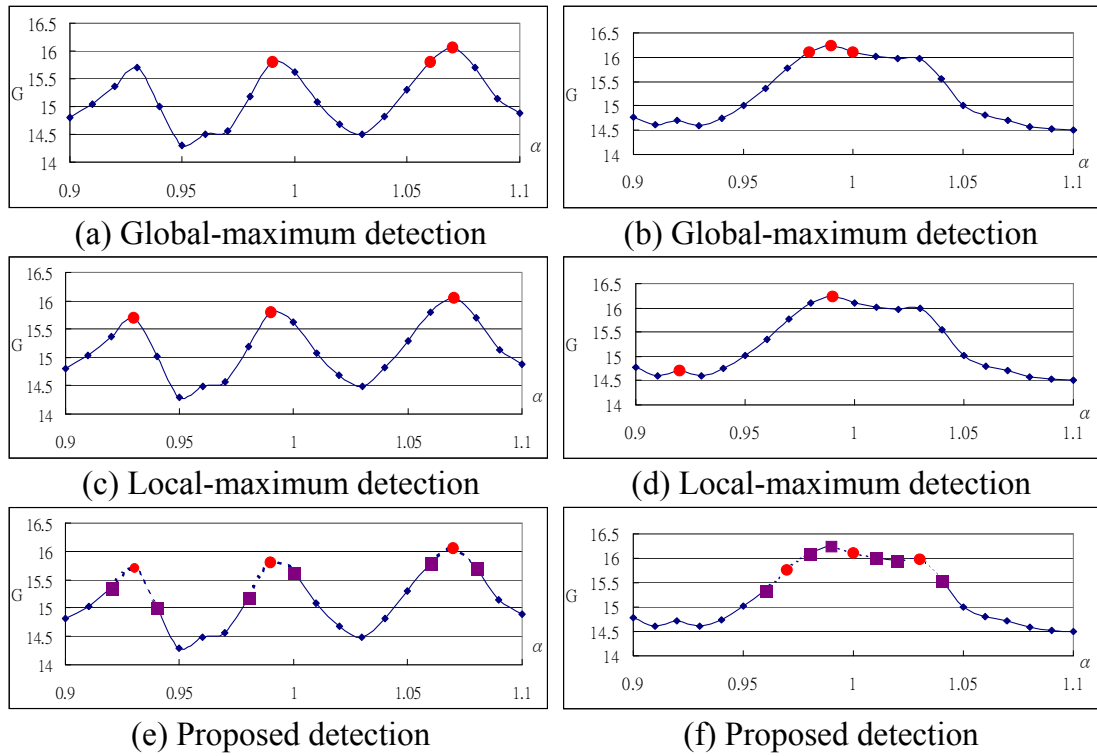 16.5
16
15.5
G
15
14.5
14
α
0.9 0.95 1 1.05 1.1
(a) Global-maximum detection
16.5
16
15.5
G
15
14.5
14
α
0.9 0.95 1 1.05 1.1
(b) Global-maximum detection
16.5
16
15.5
G
15
14.5
14
α
0.9 0.95 1 1.05 1.1
(c) Local-maximum detection
16.5
16
15.5
G
15
14.5
14
α
0.9 0.95 1 1.05 1.1
(d) Local-maximum detection
16.5
16
15.5
G
15
14.5
14
α
0.9 0.95 1 1.05 1.1
(e) Proposed detection
16.5
16
15.5
G
15
14.5
14
α
0.9 0.95 1 1.05 1.1
(f) Proposed detection